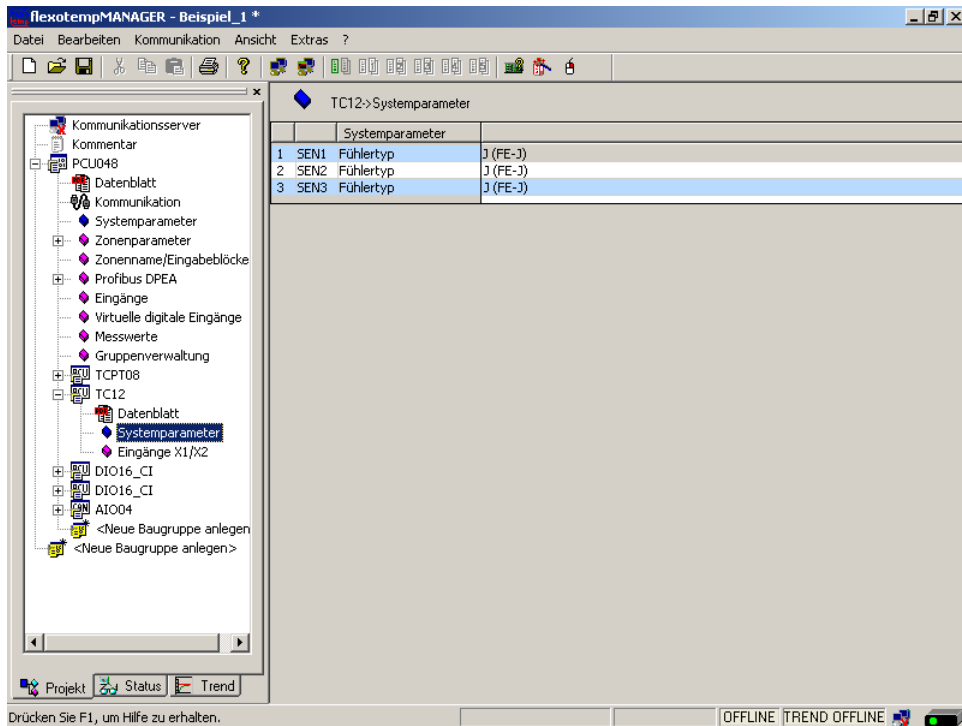 flexotempMANAGER - Beispiel_1 *
Datei Bearbeiten Kommunikation Ansicht Extras ?
TC12->Systemparameter
Systemparameter
1 SEN1 Fühlertyp J (FE-J)
2 SEN2 Fühlertyp J (FE-J)
3 SEN3 Fühlertyp J (FE-J)
Kommunikationsserver
Kommentar
PCU048
Datenblatt
Kommunikation
Systemparameter
Zonenparameter
Zonenname/Eingabeblöcke
Profibus DPEA
Eingänge
Virtuelle digitale Eingänge
Messwerte
Gruppenverwaltung
TCPT08
TC12
Datenblatt
Systemparameter
Eingänge X1/X2
DIO16_CI
DIO16_CI
AIO04
<Neue Baugruppe anlegen
<Neue Baugruppe anlegen>
Projekt Status Trend
Drücken Sie F1, um Hilfe zu erhalten.
OFFLINE TREND OFFLINE